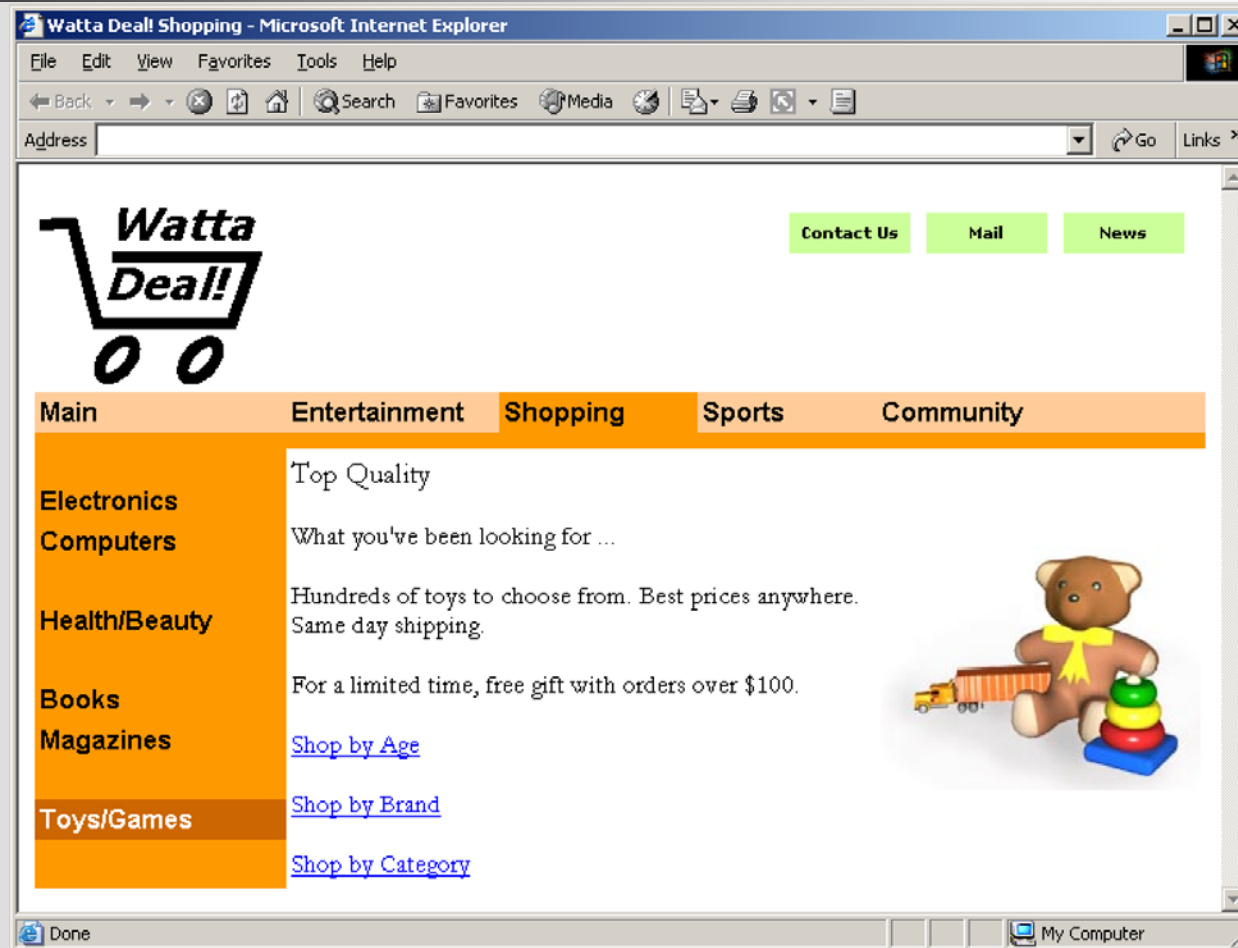 Watta Deal! Shopping - Microsoft Internet Explorer
File Edit View Favorites Tools Help
Back Search Favorites Media
Address Go Links »
Watta
Deal!
Contact Us Mail News
Main Entertainment Shopping Sports Community
Electronics
Computers
Health/Beauty
Books
Magazines
Toys/Games
Top Quality
What you've been looking for ...
Hundreds of toys to choose from. Best prices anywhere.
Same day shipping.
For a limited time, free gift with orders over $100.
Shop by Age
Shop by Brand
Shop by Category
Done My Computer